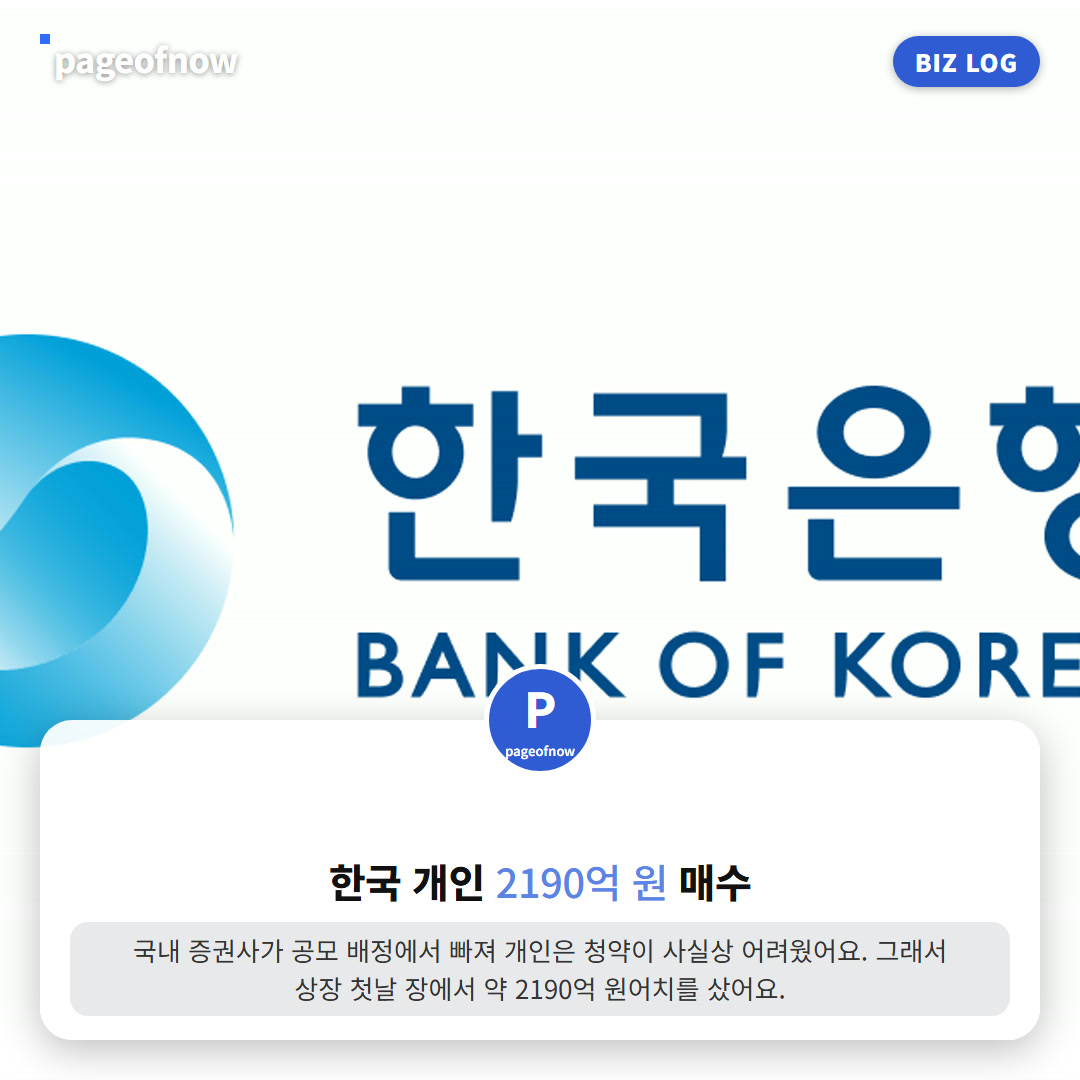 pageofnow
BIZ LOG
한국은행
BANK OF KORE
P
pageofnow
한국 개인 2190억 원 매수
국내 증권사가 공모 배정에서 빠져 개인은 청약이 사실상 어려웠어요. 그래서
상장 첫날 장에서 약 2190억 원어치를 샀어요.